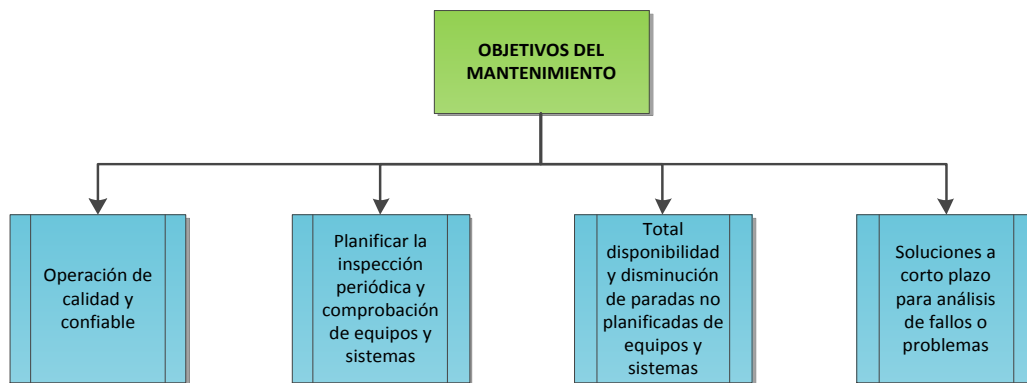 OBJETIVOS DEL
MANTENIMIENTO
Operación de
calidad y
confiable
Planificar la
inspección
periódica y
comprobación
de equipos y
sistemas
Total
disponibilidad
y disminución
de paradas no
planificadas de
equipos y
sistemas
Soluciones a
corto plazo
para análisis
de fallos o
problemas